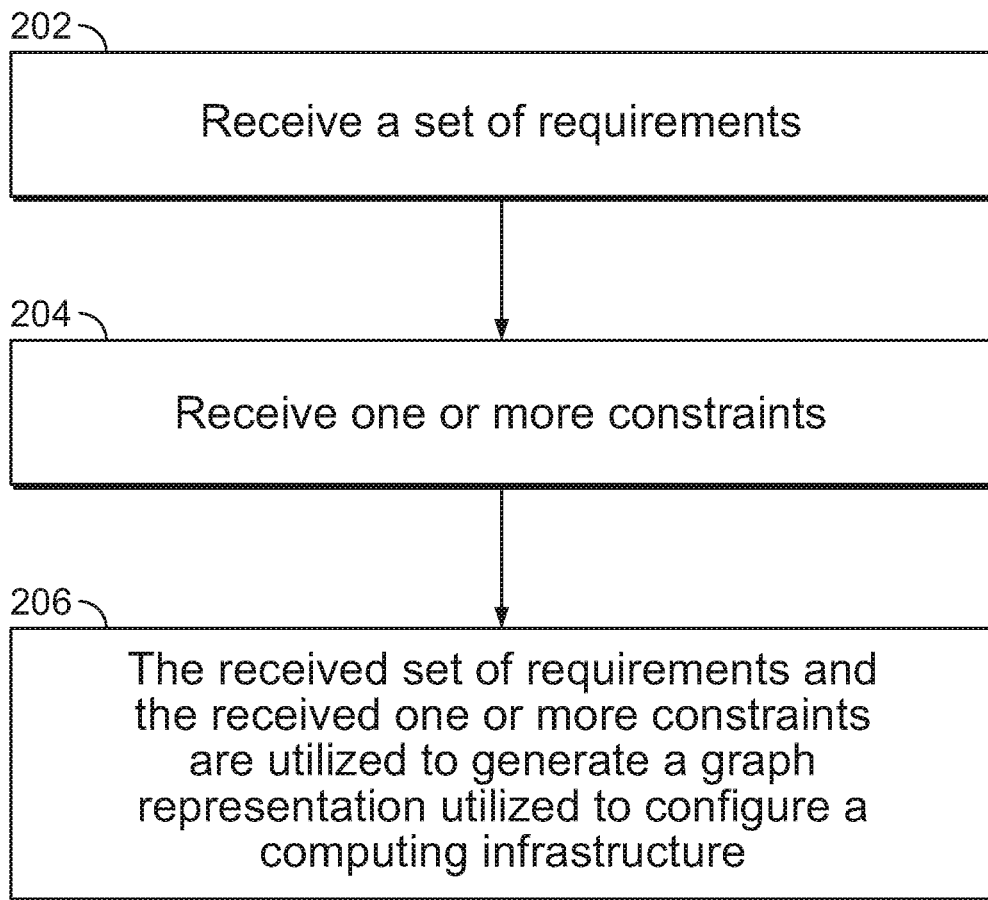 202
Receive a set of requirements
204
Receive one or more constraints
206
The received set of requirements and
the received one or more constraints
are utilized to generate a graph
representation utilized to configure a
computing infrastructure